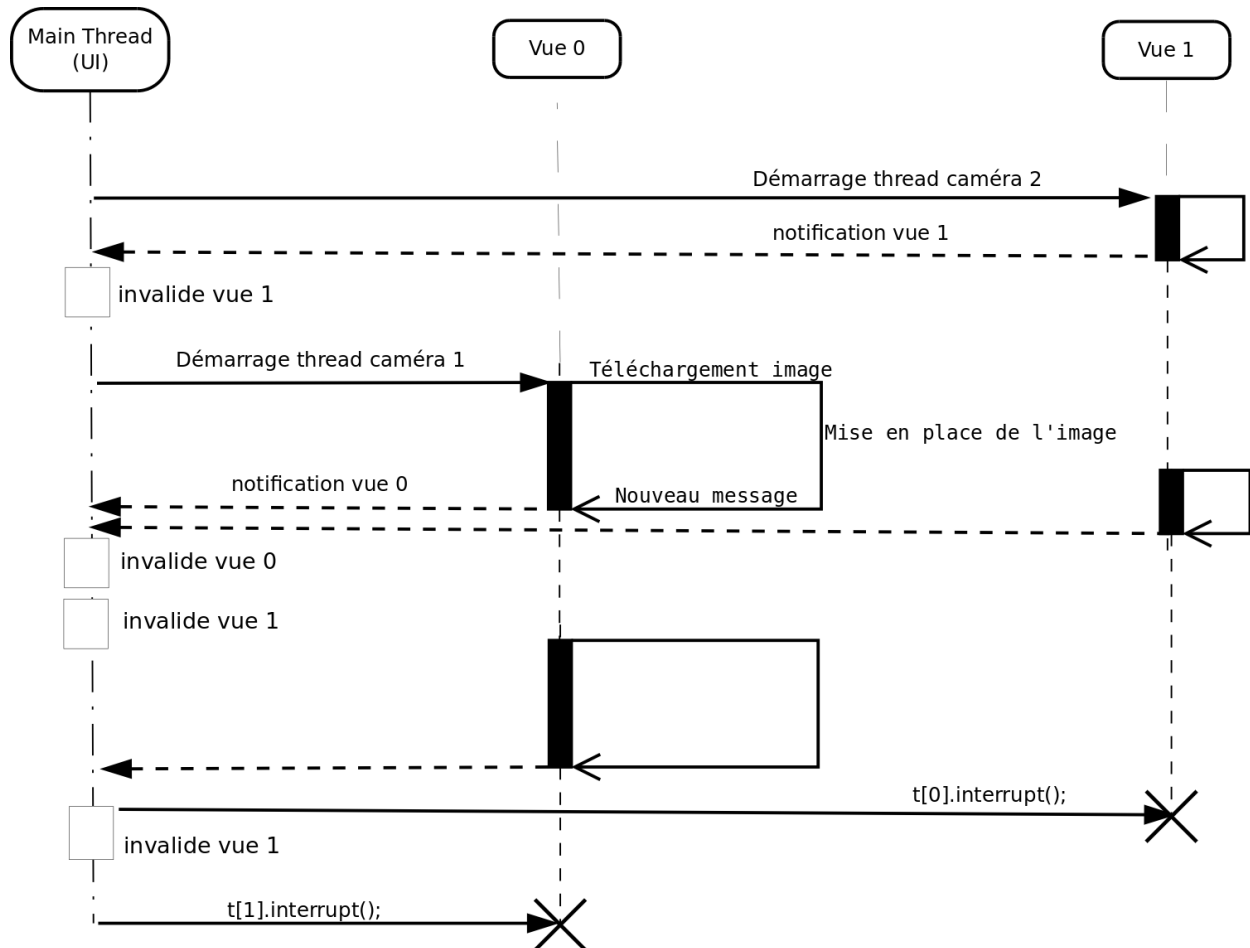 Main Thread
(UI)
Vue 0
Vue 1
Démarrage thread caméra 2
notification vue 1
invalide vue 1
Démarrage thread caméra 1
Téléchargement image
Mise en place de l'image
notification vue 0
Nouveau message
invalide vue 0
invalide vue 1
t[0].interrupt();
invalide vue 1
t[1].interrupt();